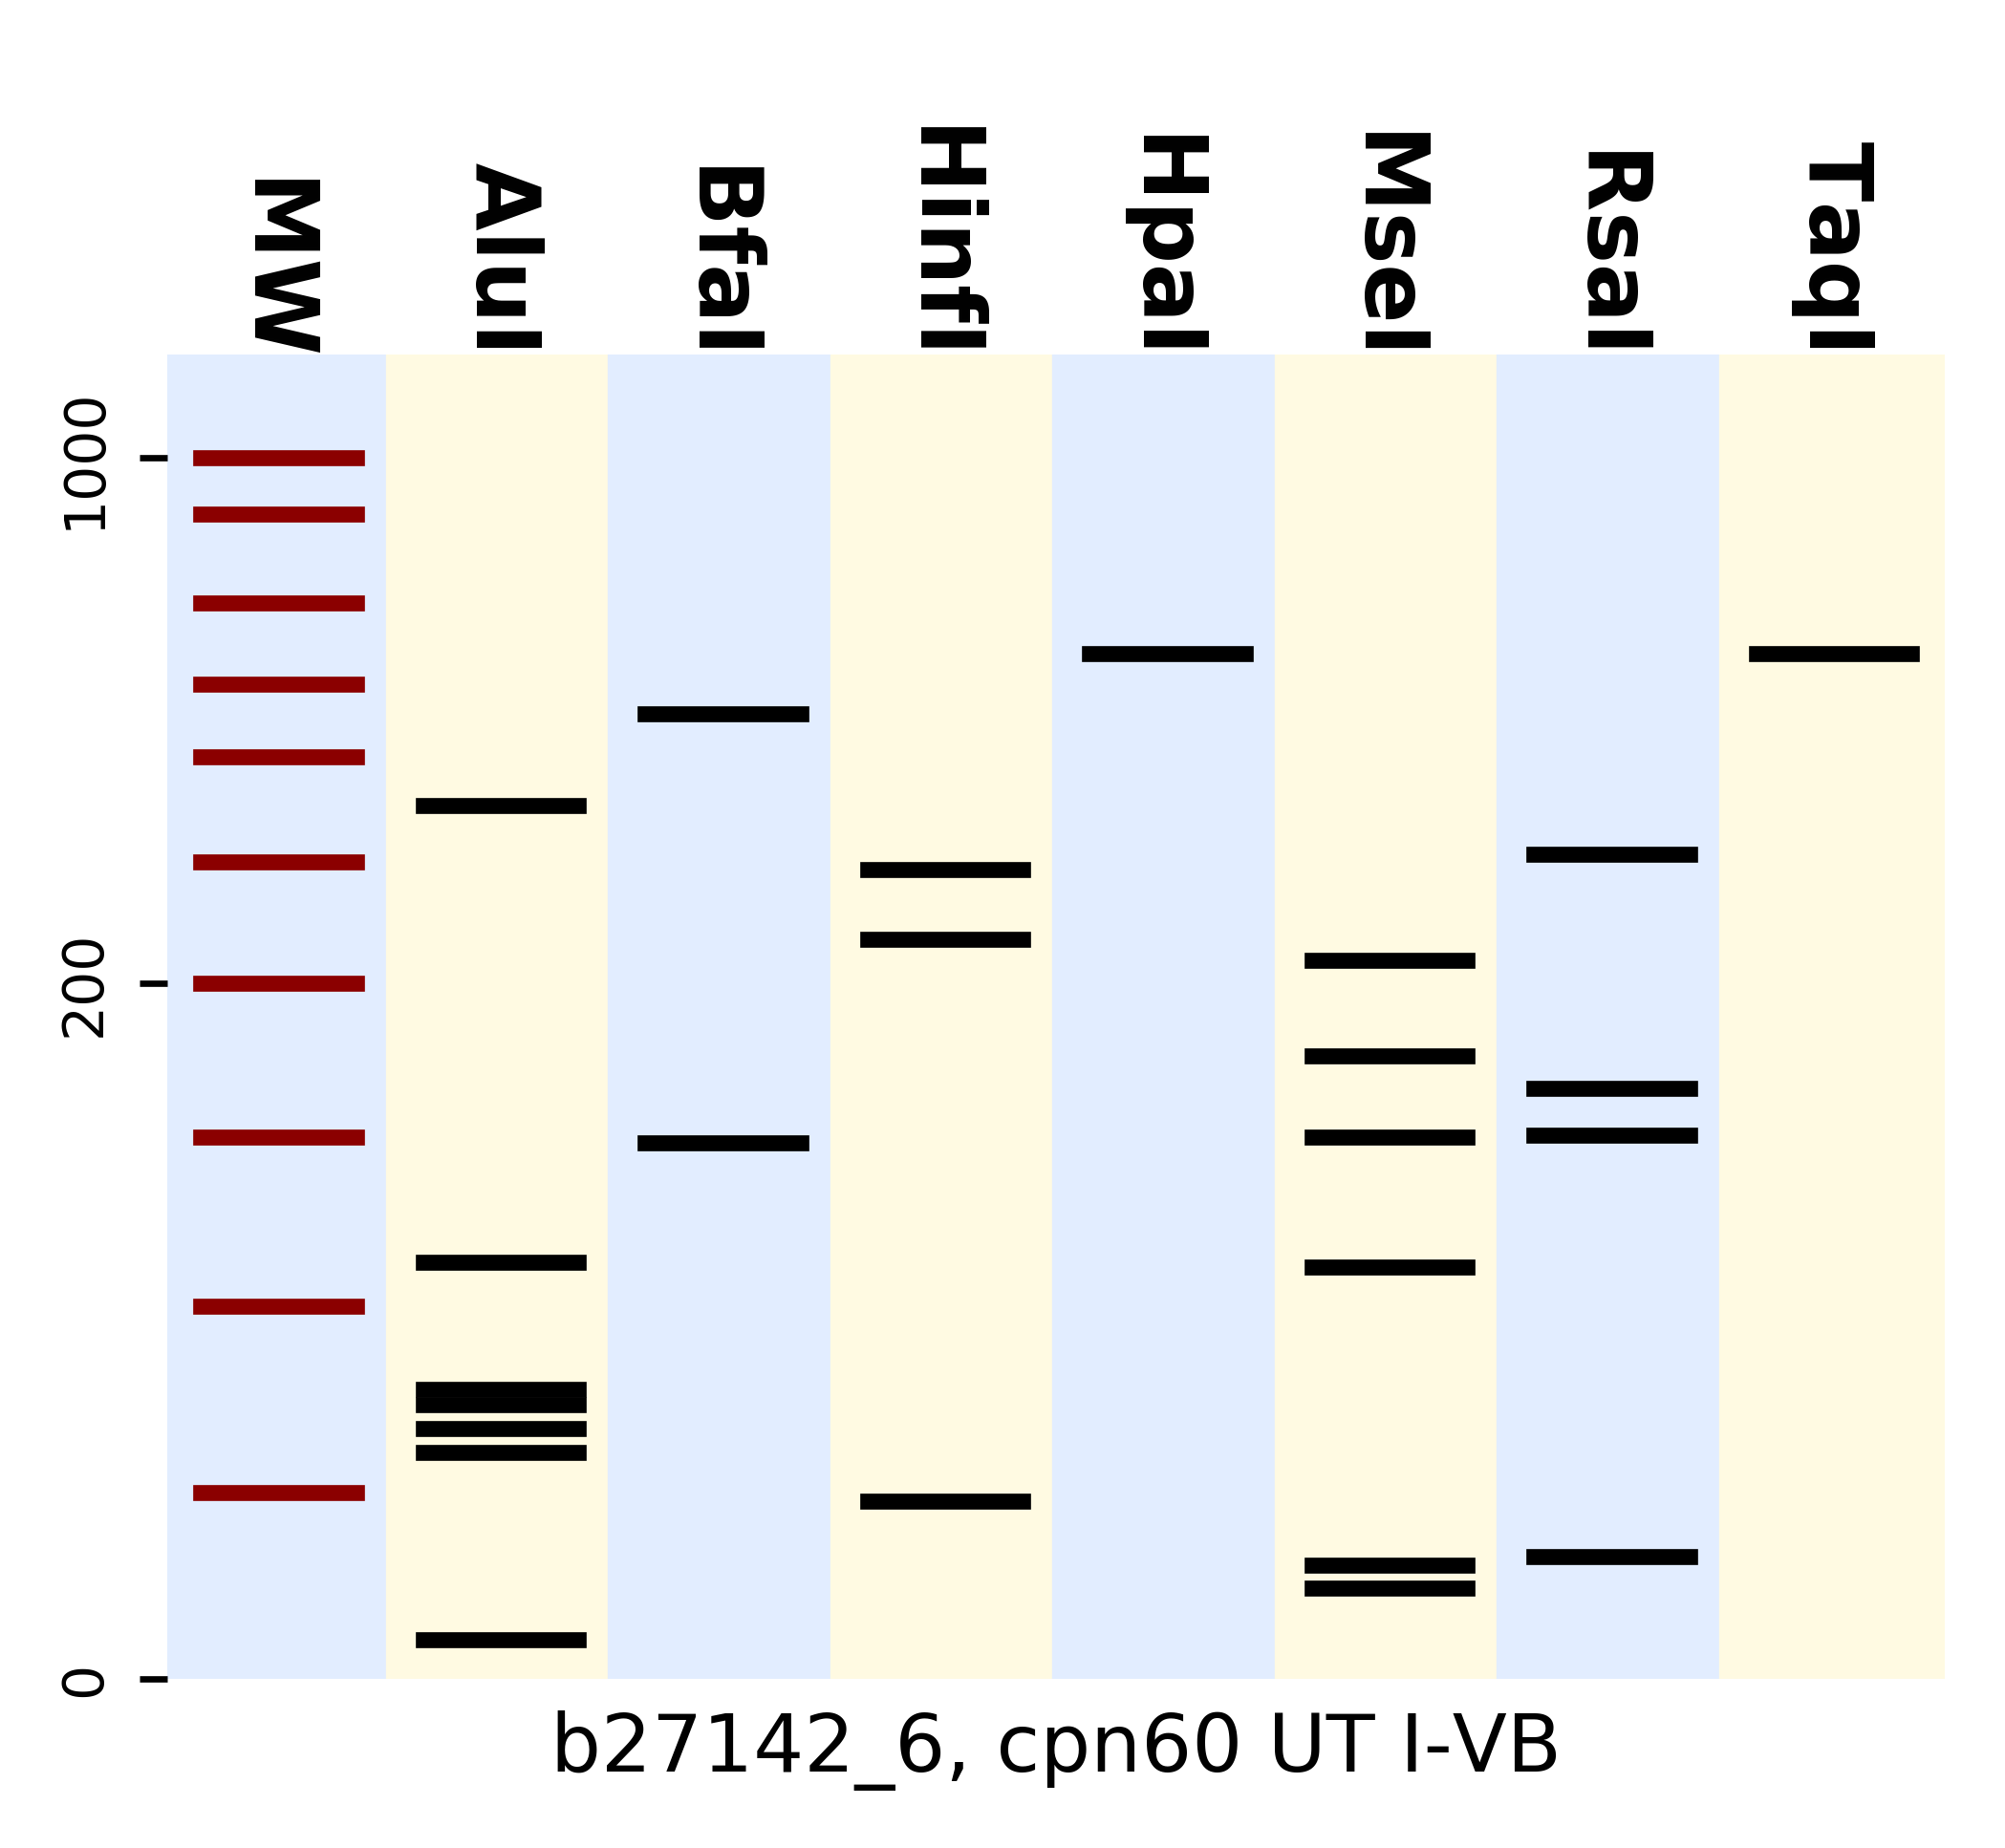 MW
AluI
BfaI
HinfI
HpaI
MseI
RsaI
TaqI
1000
200
0
b27142_6, cpn60 UT I-VB